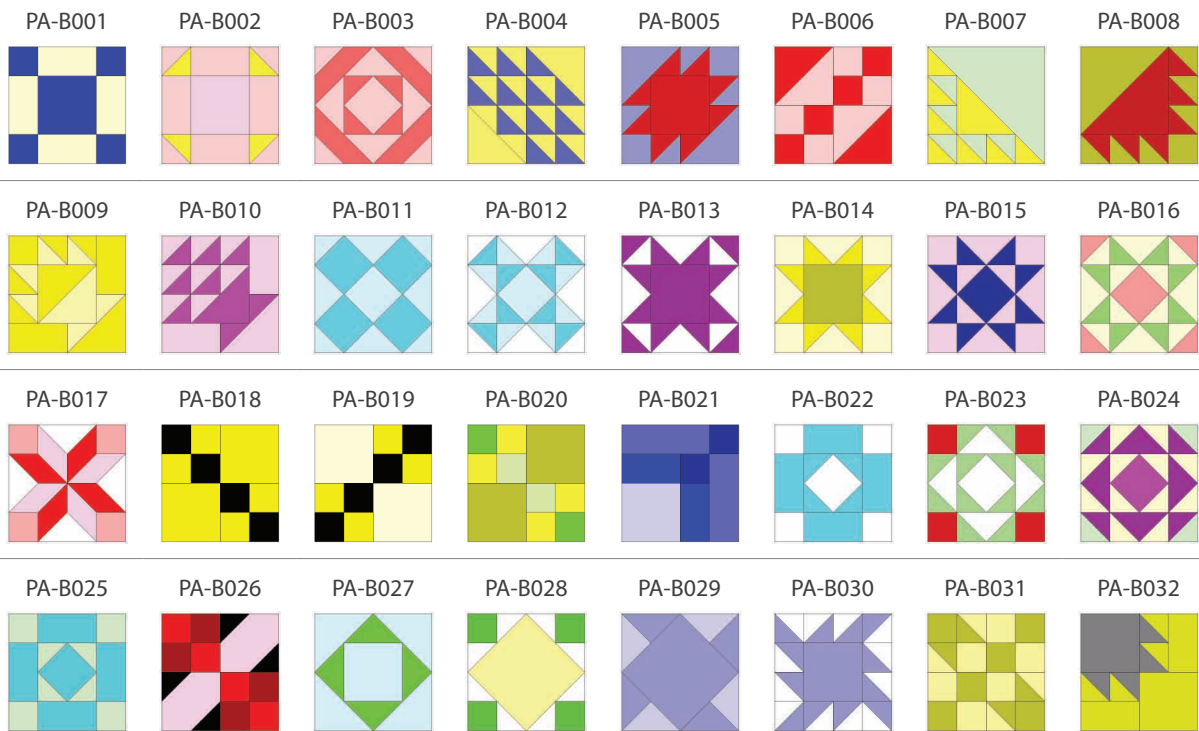 PA-B001 PA-B002 PA-B003 PA-B004 PA-B005 PA-B006 PA-B007 PA-B008
PA-B009 PA-B010 PA-B011 PA-B012 PA-B013 PA-B014 PA-B015 PA-B016
PA-B017 PA-B018 PA-B019 PA-B020 PA-B021 PA-B022 PA-B023 PA-B024
PA-B025 PA-B026 PA-B027 PA-B028 PA-B029 PA-B030 PA-B031 PA-B032